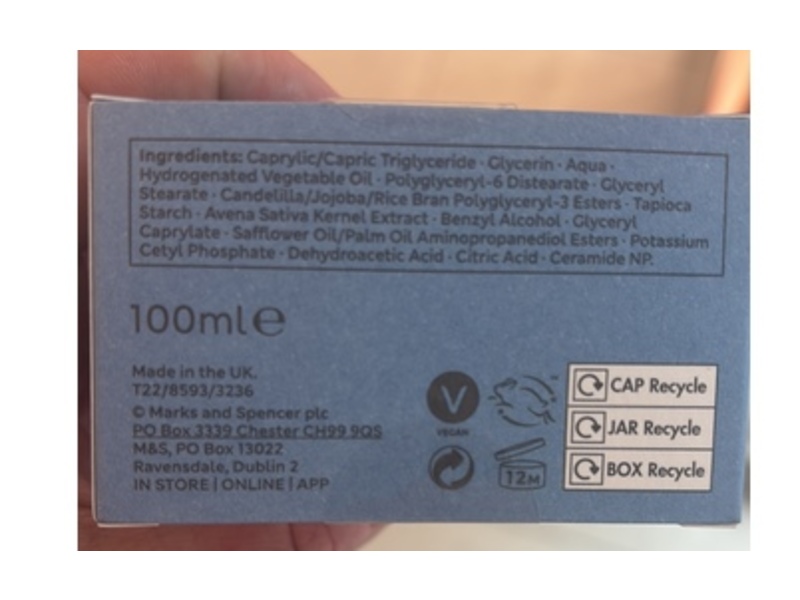 Ingredients: Caprylic/Capric Triglyceride · Glycerin · Aqua ·
Hydrogenated Vegetable Oil · Polyglyceryl-6 Distearate · Glyceryl
Stearate · Candelilla/Jojoba/Rice Bran Polyglyceryl-3 Esters · Tapioca
Starch · Avena Sativa Kernel Extract · Benzyl Alcohol · Glyceryl
Caprylate · Safflower Oil/Palm Oil Aminopropanediol Esters · Potassium
Cetyl Phosphate · Dehydroacetic Acid · Citric Acid · Ceramide NP.
100ml ℮
Made in the UK.
T22/8593/3236
© Marks and Spencer plc
PO Box 3339 Chester CH99 9QS
M&S, PO Box 13022
Ravensdale, Dublin 2
IN STORE | ONLINE | APP
V
VEGAN
12M
CAP Recycle
JAR Recycle
BOX Recycle